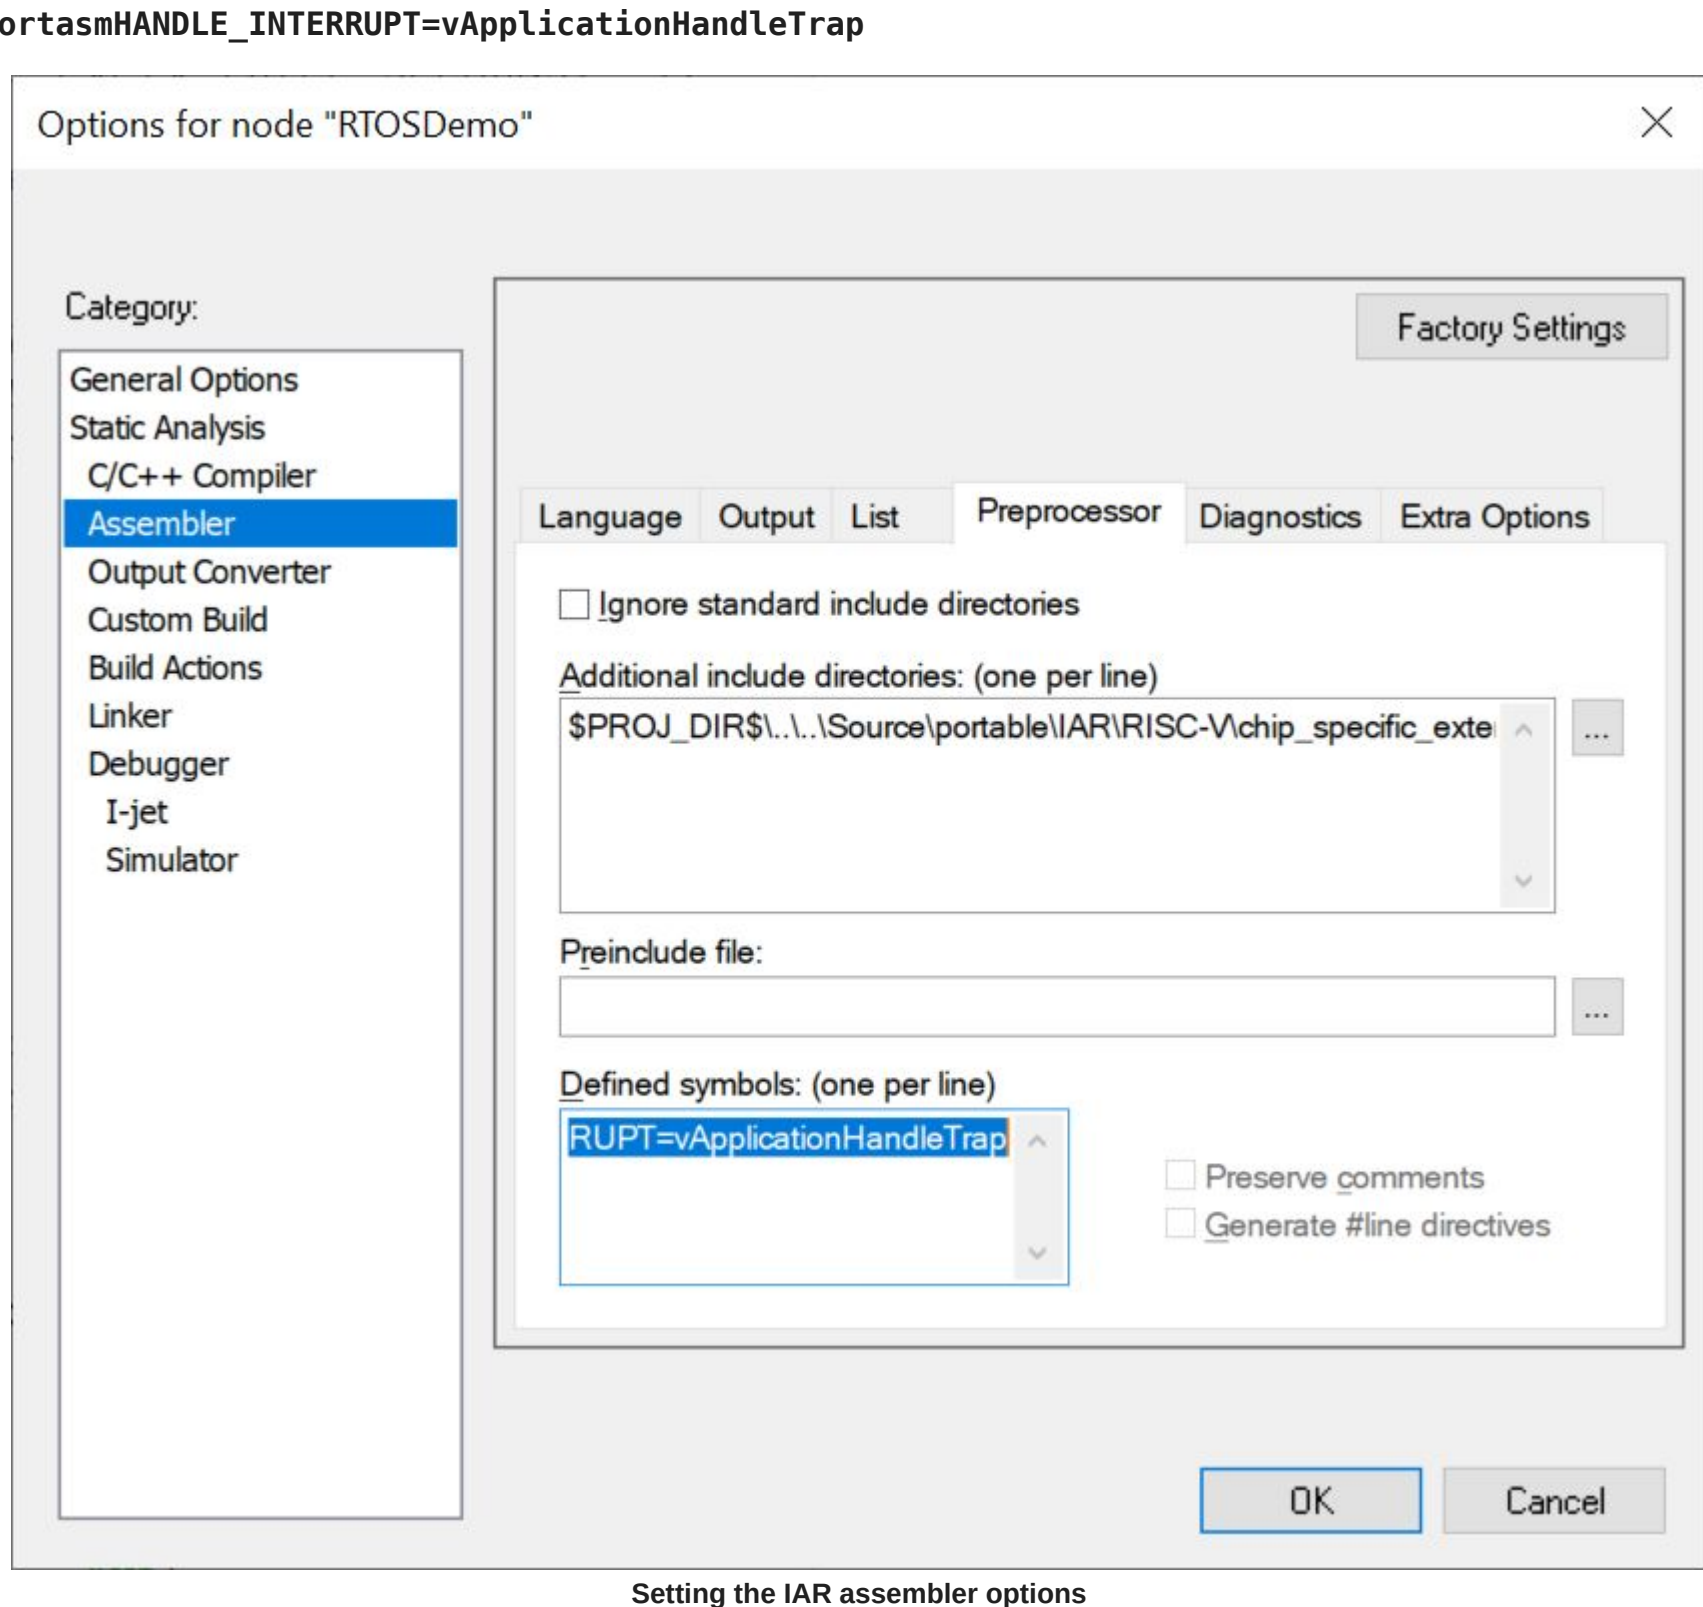 ortasmHANDLE_INTERRUPT=vApplicationHandleTrap
Options for node "RTOSDemo"
Category:
Factory Settings
General Options
Static Analysis
C/C++ Compiler
Assembler
Output Converter
Custom Build
Build Actions
Linker
Debugger
I-jet
Simulator
Language Output List Preprocessor Diagnostics Extra Options
Ignore standard include directories
Additional include directories: (one per line)
$PROJ_DIR$\..\..\Source\portable\IAR\RISC-V\chip_specific_exte
...
Preinclude file:
...
Defined symbols: (one per line)
RUPT=vApplicationHandleTrap
Preserve comments
Generate #line directives
OK Cancel
Setting the IAR assembler options